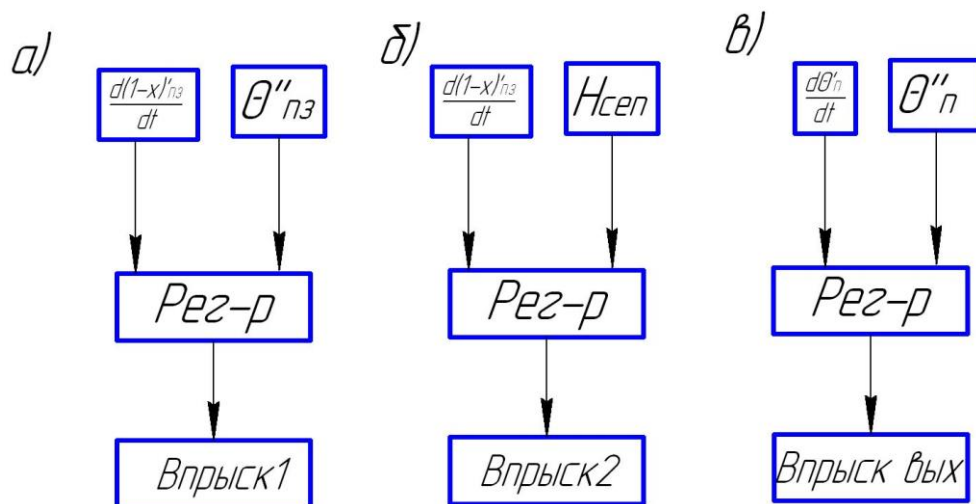 а) б) в)
d(1-x)'пз/dt Θ''пз d(1-x)'пз/dt Hсеп dΘ'п/dt Θ''п
Рег-р Рег-р Рег-р
Впрыск1 Впрыск2 Впрыск вых